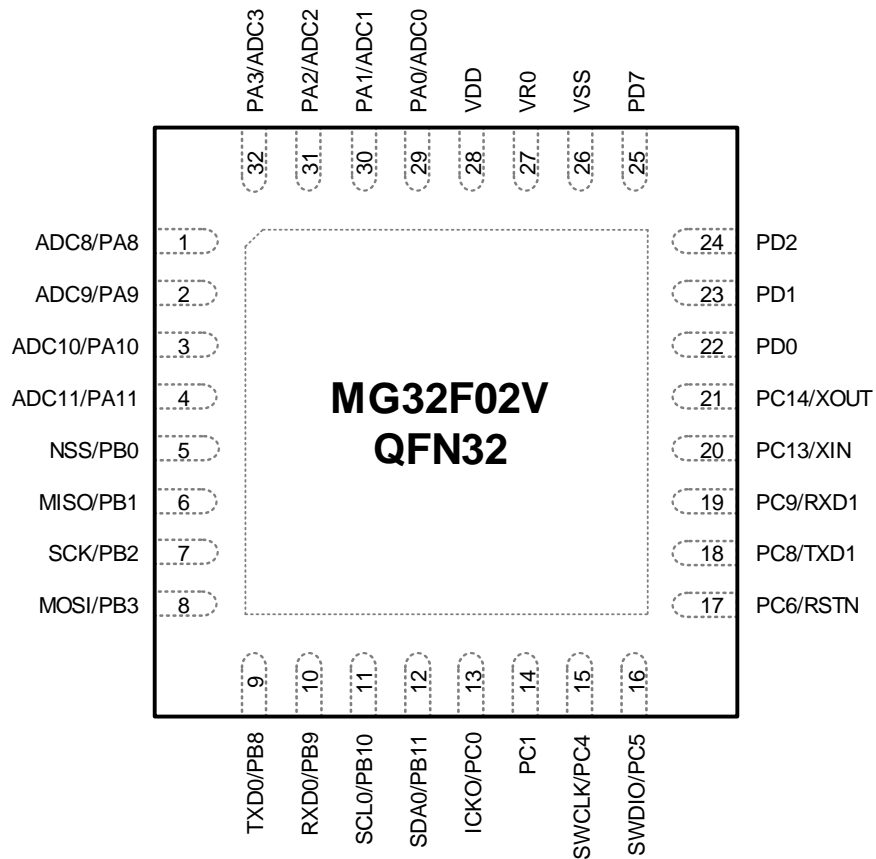 PA3/ADC3
PA2/ADC2
PA1/ADC1
PA0/ADC0
VDD
VR0
VSS
PD7
32
31
30
29
28
27
26
25
ADC8/PA8 1
ADC9/PA9 2
ADC10/PA10 3
ADC11/PA11 4
NSS/PB0 5
MISO/PB1 6
SCK/PB2 7
MOSI/PB3 8
MG32F02V
QFN32
24 PD2
23 PD1
22 PD0
21 PC14/XOUT
20 PC13/XIN
19 PC9/RXD1
18 PC8/TXD1
17 PC6/RSTN
9
10
11
12
13
14
15
16
TXD0/PB8
RXD0/PB9
SCL0/PB10
SDA0/PB11
ICKO/PC0
PC1
SWCLK/PC4
SWDIO/PC5